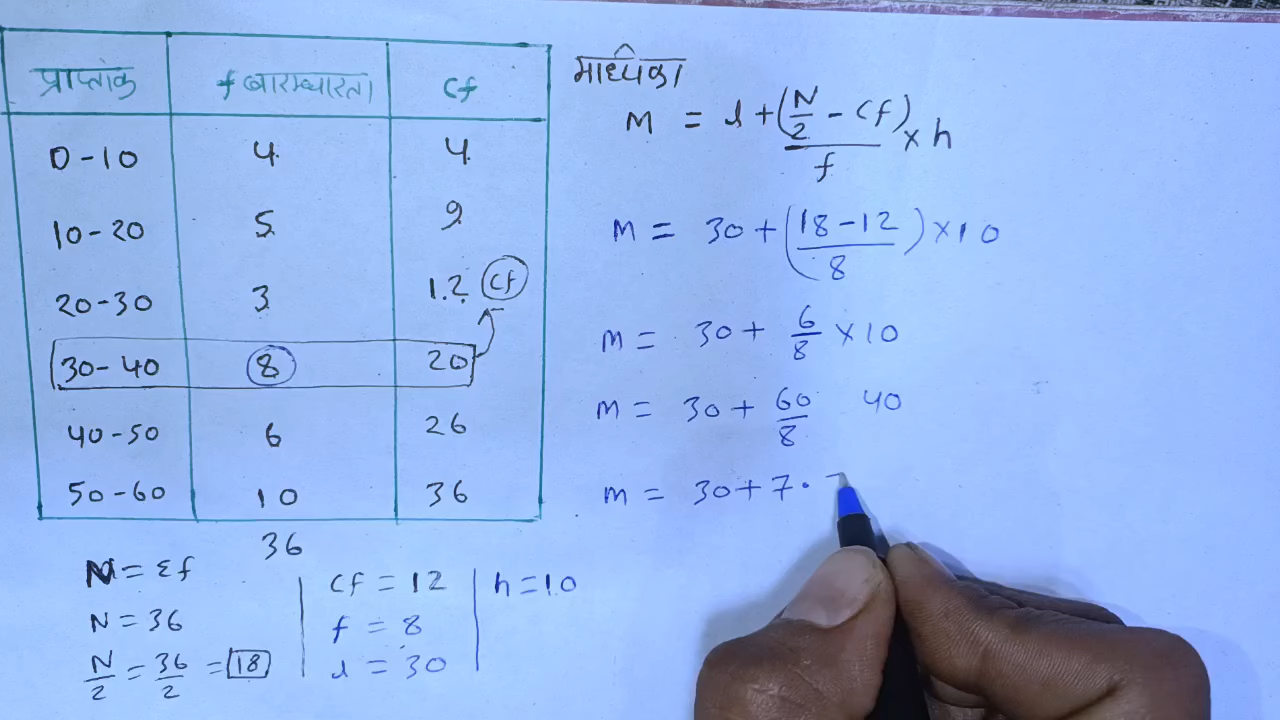 प्राप्तांक f बारम्बारता cf
0-10 4 4
10-20 5 9
20-30 3 12 cf
30-40 8 20
40-50 6 26
50-60 10 36
36
N = Σf
N = 36
N/2 = 36/2 = 18
cf = 12
f = 8
l = 30
h = 10
माध्यिका
M = l + (N/2 - cf)/f × h
M = 30 + (18-12/8) × 10
M = 30 + 6/8 × 10
M = 30 + 60/8 40
M = 30 + 7.